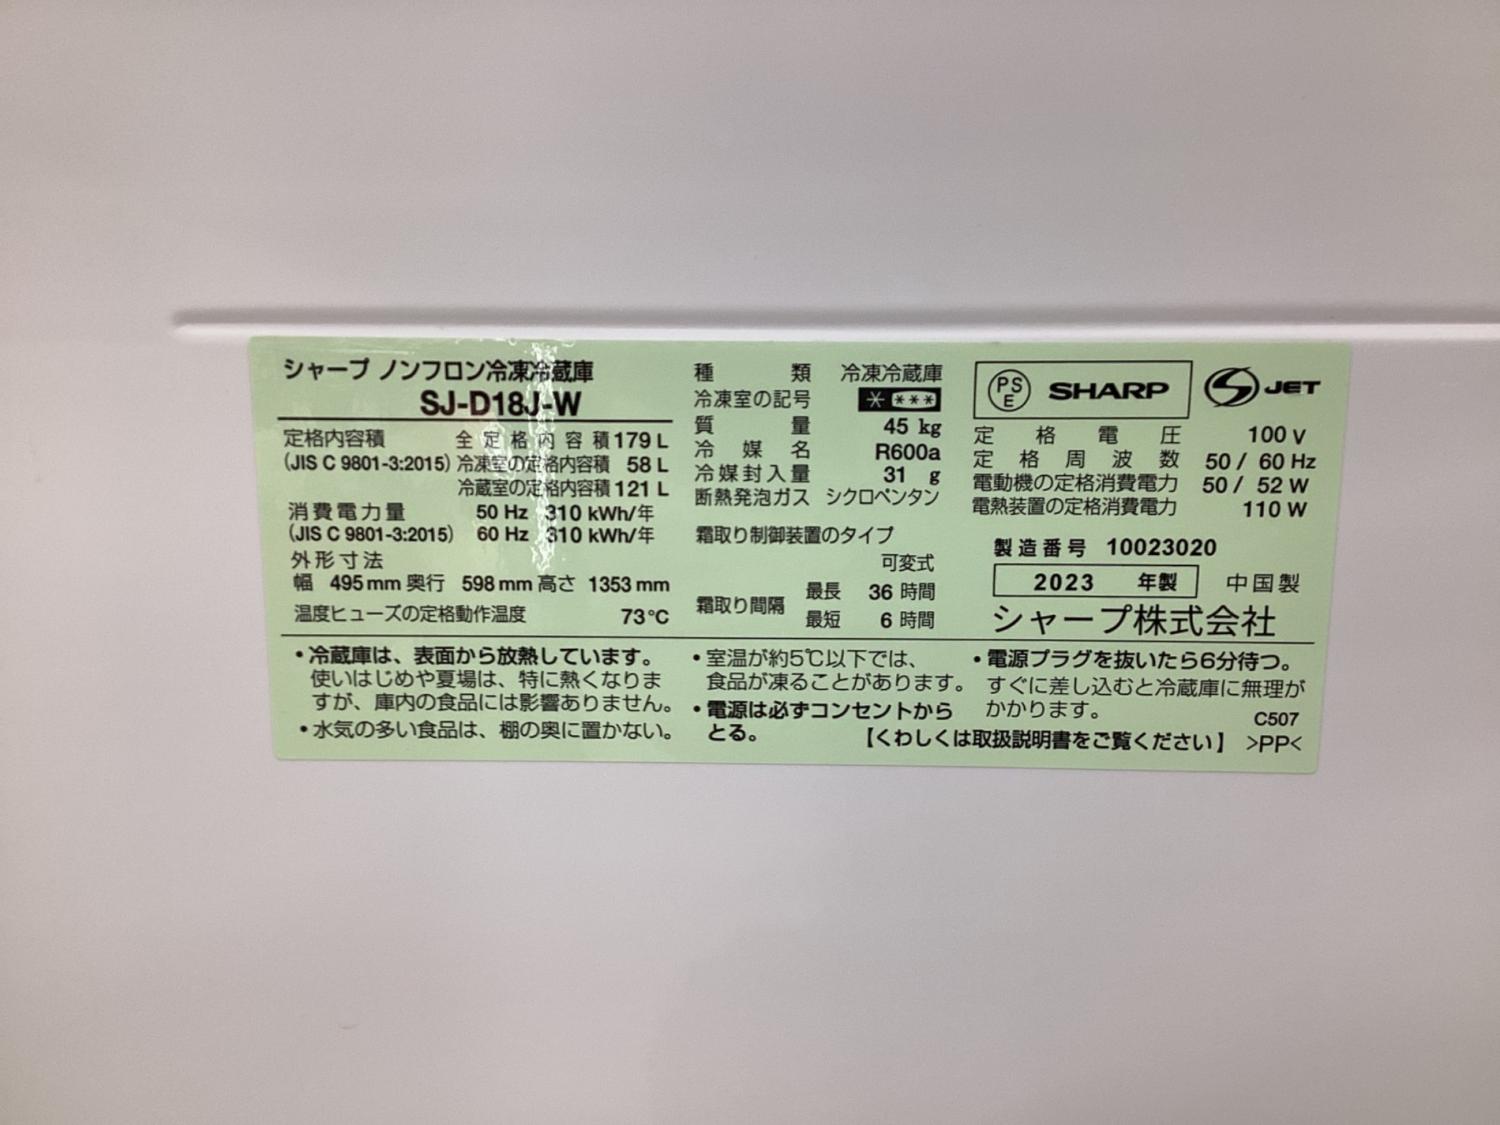 シャープ ノンフロン冷凍冷蔵庫
SJ-D18J-W
定格内容積 全定格内容積 179 L
(JIS C 9801-3:2015) 冷凍室の定格内容積 58 L
冷蔵室の定格内容積 121 L
消費電力量 50 Hz 310 kWh/年
(JIS C 9801-3:2015) 60 Hz 310 kWh/年
外形寸法
幅 495 mm 奥行 598 mm 高さ 1353 mm
温度ヒューズの定格動作温度 73℃
種類 冷凍冷蔵庫
冷凍室の記号 * ***
質量 45 kg
冷媒名 R600a
冷媒封入量 31 g
断熱発泡ガス シクロペンタン
霜取り制御装置のタイプ
可変式
霜取り間隔 最長 36 時間
最短 6 時間
PSE SHARP S JET
定格電圧 100 V
定格周波数 50 / 60 Hz
電動機の定格消費電力 50 / 52 W
電熱装置の定格消費電力 110 W
製造番号 10023020
2023 年製 中国製
シャープ株式会社
・冷蔵庫は、表面から放熱しています。
使いはじめや夏場は、特に熱くなりま
すが、庫内の食品には影響ありません。
・水気の多い食品は、棚の奥に置かない。
・室温が約5℃以下では、
食品が凍ることがあります。
・電源は必ずコンセントから
とる。
・電源プラグを抜いたら6分待つ。
すぐに差し込むと冷蔵庫に無理が
かかります。
C507
【くわしくは取扱説明書をご覧ください】 >PP<